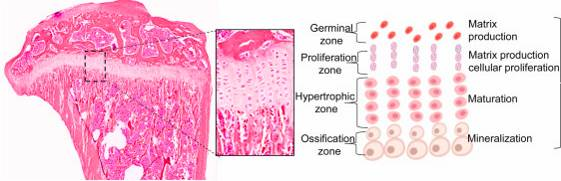 Germinal
zone
Matrix
production
Proliferation
zone
Matrix production
cellular proliferation
Hypertrophic
zone
Maturation
Ossification
zone
Mineralization